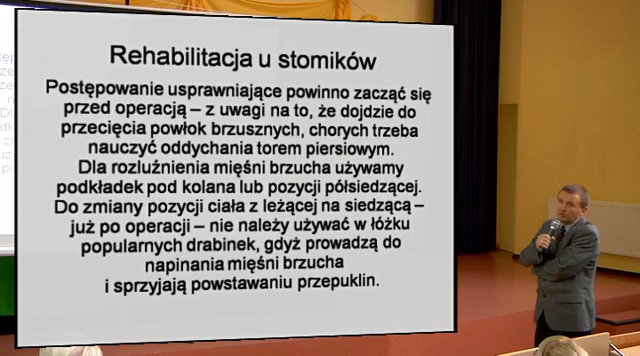 Rehabilitacja u stomików
Postępowanie usprawniające powinno zacząć się
przed operacją – z uwagi na to, że dojdzie do
przecięcia powłok brzusznych, chorych trzeba
nauczyć oddychania torem piersiowym.
Dla rozluźnienia mięśni brzucha używamy
podkładek pod kolana lub pozycji półsiedzącej.
Do zmiany pozycji ciała z leżącej na siedzącą –
już po operacji – nie należy używać w łóżku
popularnych drabinek, gdyż prowadzą do
napinania mięśni brzucha
i sprzyjają powstawaniu przepuklin.